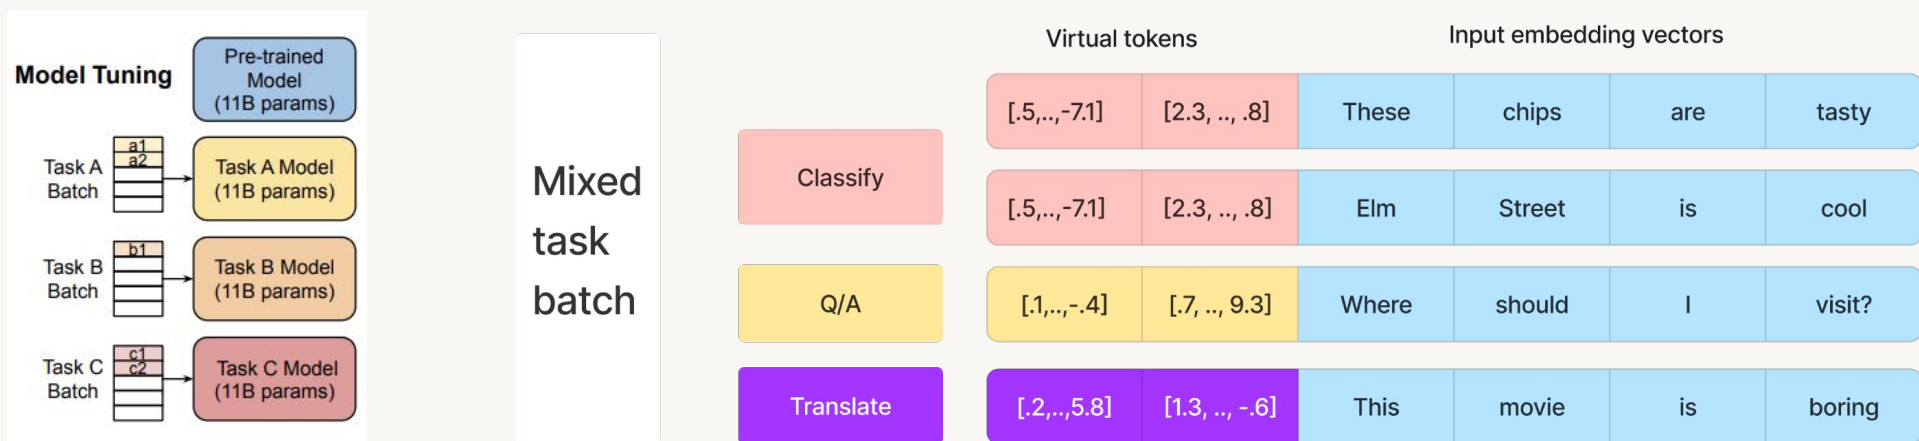 Model Tuning
Pre-trained
Model
(11B params)
Task A
Batch
a1
a2
Task A Model
(11B params)
Task B
Batch
b1
Task B Model
(11B params)
Task C
Batch
c1
c2
Task C Model
(11B params)
Mixed
task
batch
Virtual tokens
Input embedding vectors
Classify
[.5,..,-7.1] [2.3, .., .8] These chips are tasty
[.5,..,-7.1] [2.3, .., .8] Elm Street is cool
Q/A
[.1,..,-.4] [.7, .., 9.3] Where should I visit?
Translate
[.2,..,5.8] [1.3, .., -.6] This movie is boring